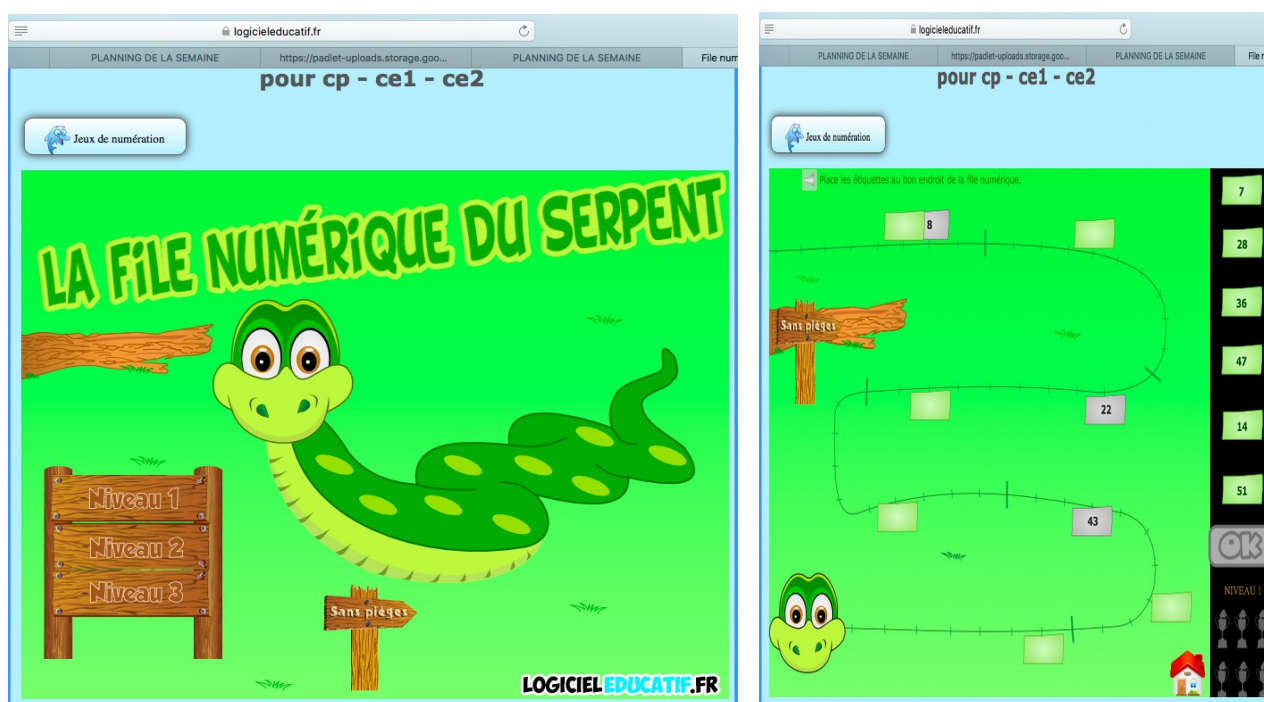 logicieleducatif.fr
PLANNING DE LA SEMAINE
https://padlet-uploads.storage.goo...
PLANNING DE LA SEMAINE
File num
pour cp - ce1 - ce2
Jeux de numération
LA FiLE NUMÉRiQUE DU SERPENT
Niveau 1
Niveau 2
Niveau 3
Sans pièges
LOGICIELEDUCATIF.FR
logicieleducatif.fr
PLANNING DE LA SEMAINE
https://padlet-uploads.storage.goo...
PLANNING DE LA SEMAINE
File n
pour cp - ce1 - ce2
Jeux de numération
Place les étiquettes au bon endroit de la file numérique.
8
Sans pièges
22
43
7
28
36
47
14
51
OK
NIVEAU 1